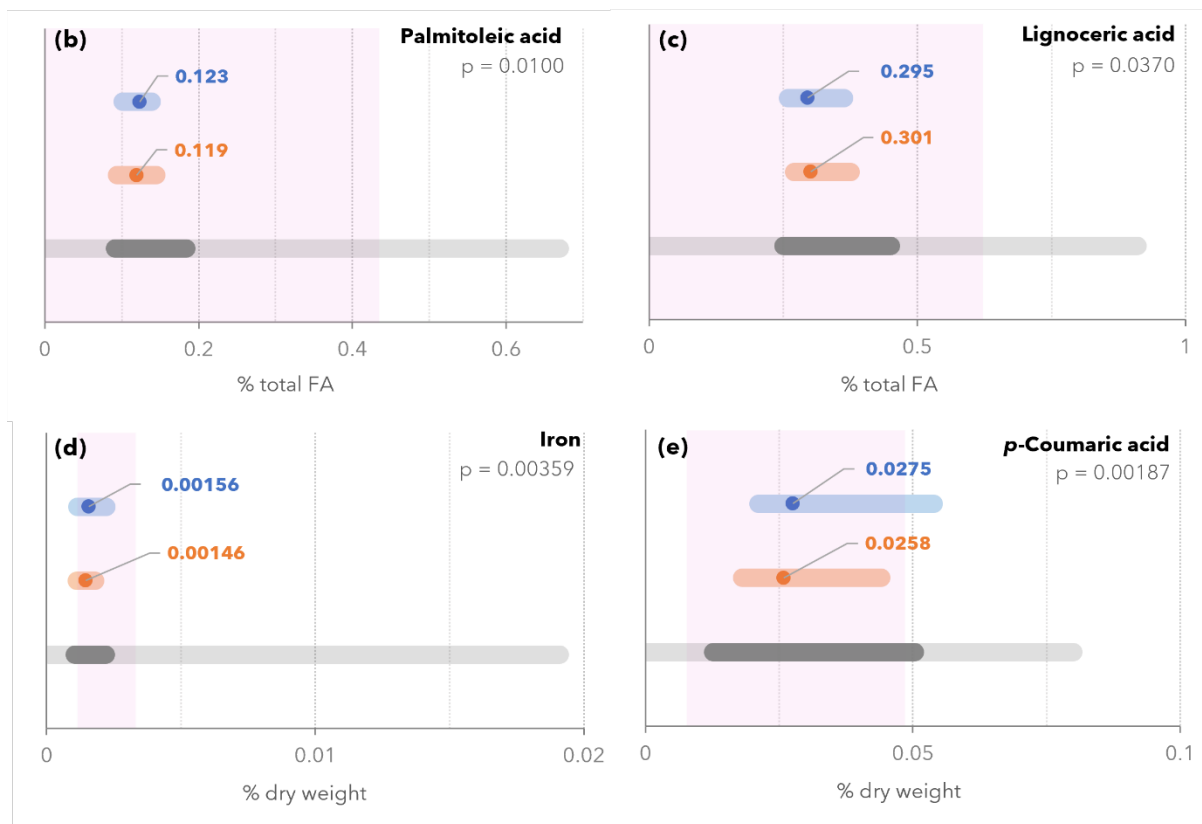 (b)
Palmitoleic acid
p = 0.0100
0.123
0.119
0
0.2
0.4
0.6
% total FA
(c)
Lignoceric acid
p = 0.0370
0.295
0.301
0
0.5
1
% total FA
(d)
Iron
p = 0.00359
0.00156
0.00146
0
0.01
0.02
% dry weight
(e)
p-Coumaric acid
p = 0.00187
0.0275
0.0258
0
0.05
0.1
% dry weight